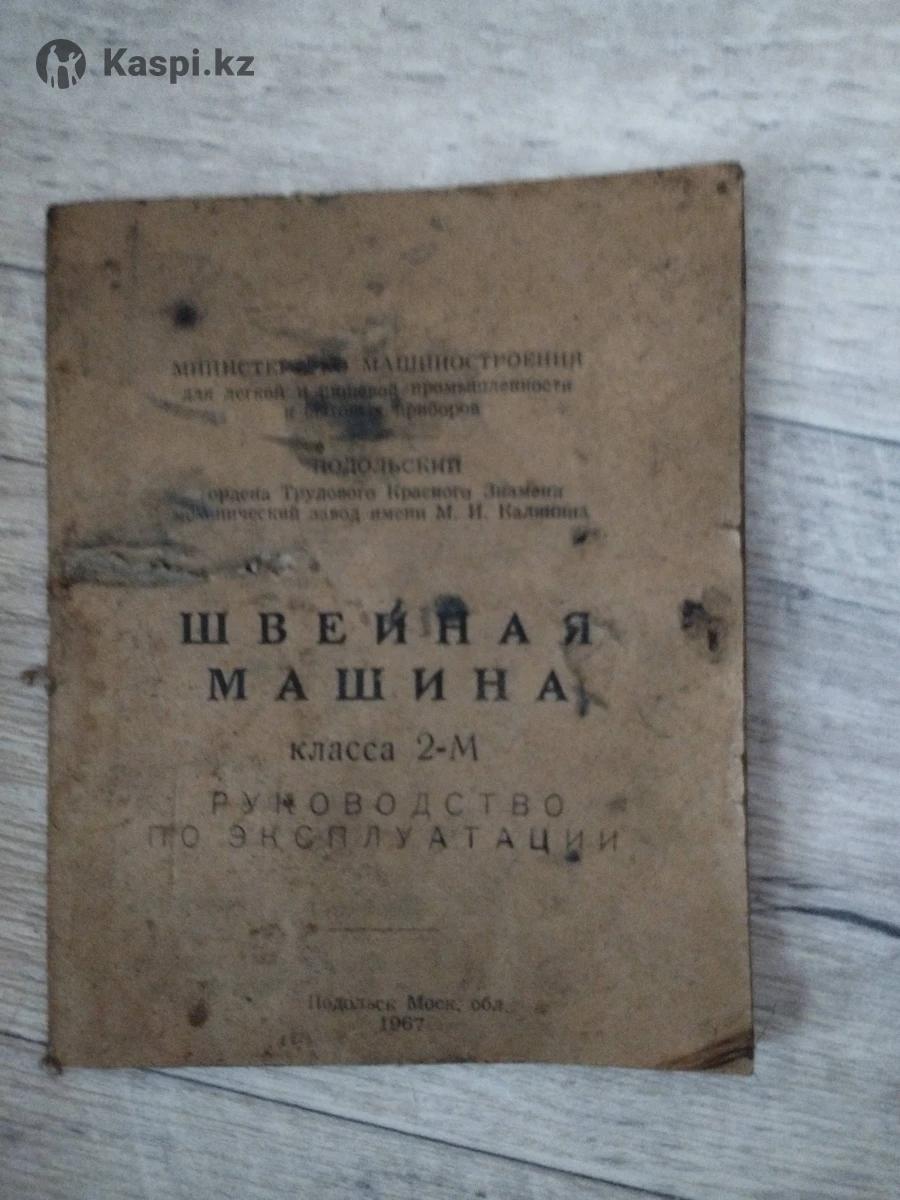 Kaspi.kz
МИНИСТЕРСТВО МАШИНОСТРОЕНИЯ
для легкой и пищевой промышленности
и бытовых приборов
ПОДОЛЬСКИЙ
ордена Трудового Красного Знамени
механический завод имени М. И. Калинина
ШВЕЙНАЯ
МАШИНА
класса 2-М
РУКОВОДСТВО
ПО ЭКСПЛУАТАЦИИ
Подольск Моск. обл.
1967